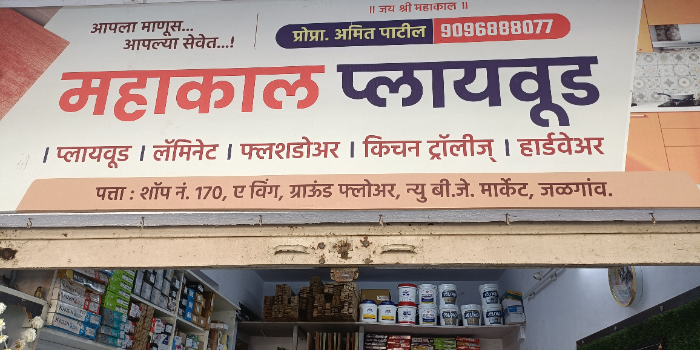 ॥ जय श्री महाकाल ॥
आपला माणूस...
आपल्या सेवेत...!
प्रोप्रा. अमित पाटील 9096888077
महाकाल प्लायवूड
। प्लायवूड । लॅमिनेट । फ्लशडोअर । किचन ट्रॉलीज् । हार्डवेअर
पत्ता : शॉप नं. 170, ए विंग, ग्राऊंड फ्लोअर, न्यु बी.जे. मार्केट, जळगांव.